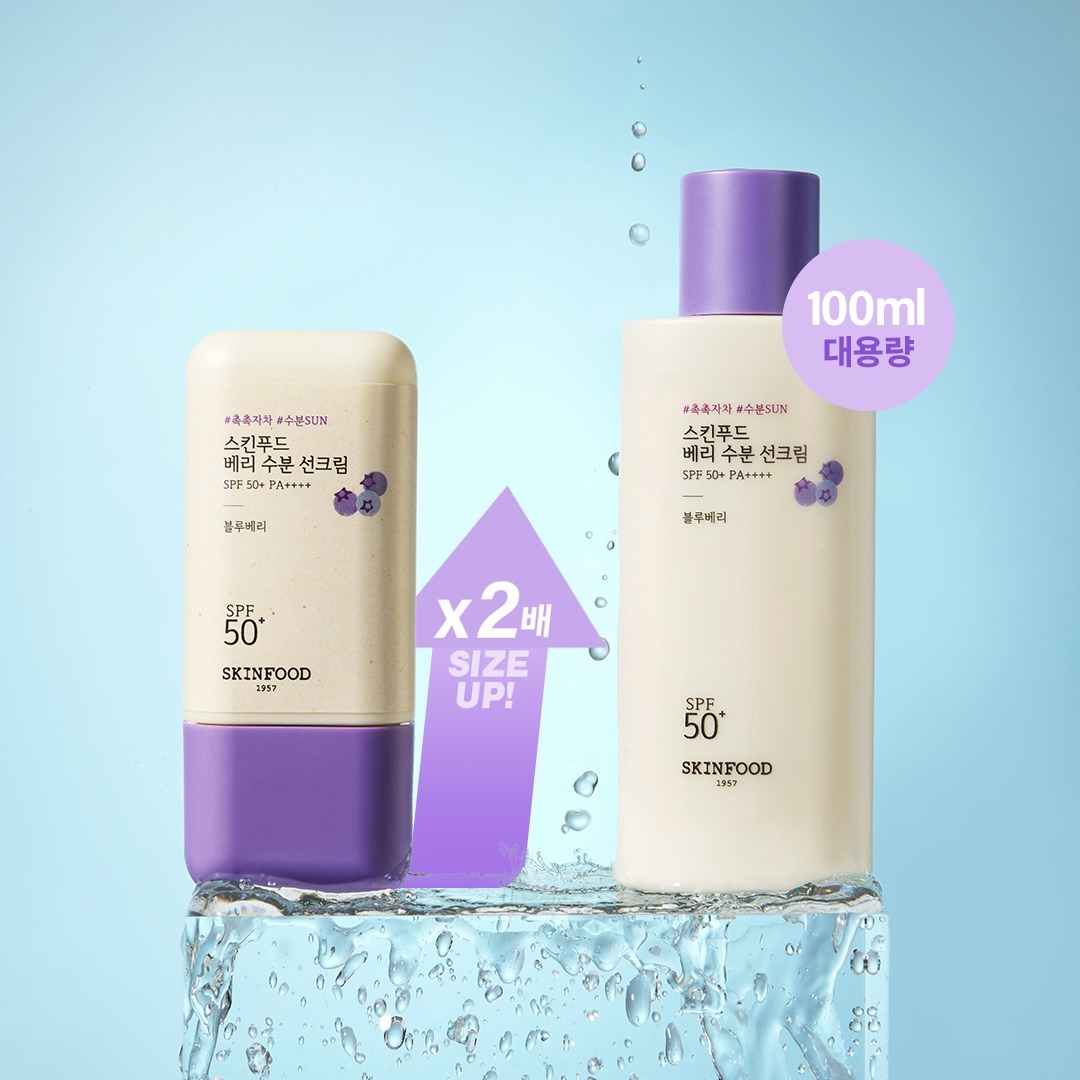 #촉촉자차 #수분SUN
스킨푸드
베리 수분 선크림
SPF 50+ PA++++
블루베리
SPF
50+
SKINFOOD
1957
x2배
SIZE
UP!
100ml
대용량
#촉촉자차 #수분SUN
스킨푸드
베리 수분 선크림
SPF 50+ PA++++
블루베리
SPF
50+
SKINFOOD
1957